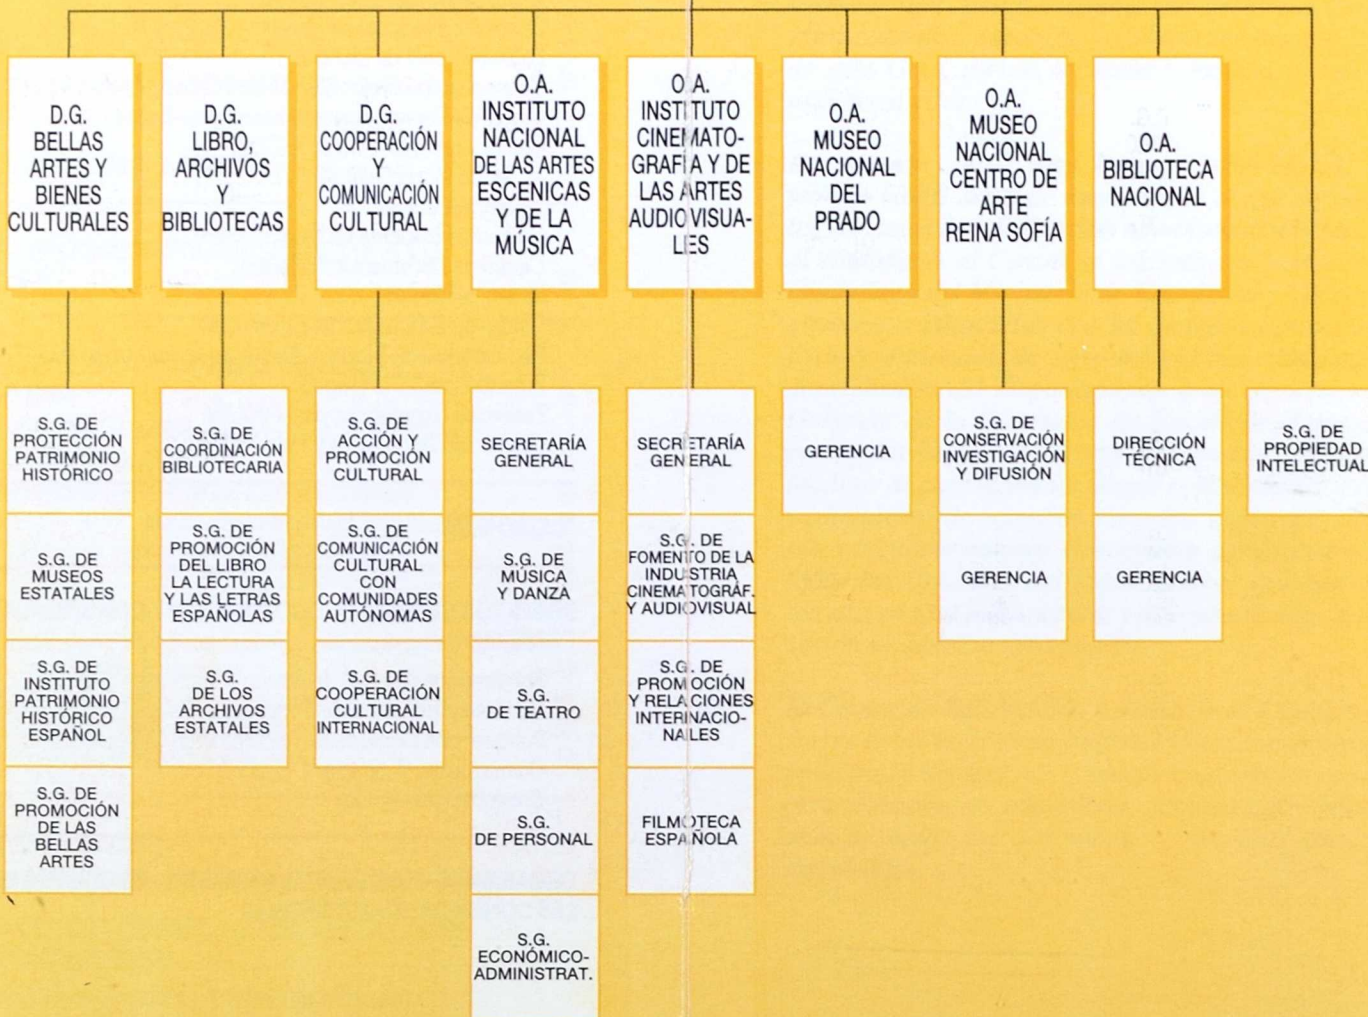 D.G.
BELLAS
ARTES Y
BIENES
CULTURALES
D.G.
LIBRO,
ARCHIVOS
Y
BIBLIOTECAS
D.G.
COOPERACIÓN
Y
COMUNICACIÓN
CULTURAL
O.A.
INSTITUTO
NACIONAL
DE LAS ARTES
ESCENICAS
Y DE LA
MÚSICA
O.A.
INSTITUTO
CINEMATO-
GRAFÍA Y DE
LAS ARTES
AUDIOVISUA-
LES
O.A.
MUSEO
NACIONAL
DEL
PRADO
O.A.
MUSEO
NACIONAL
CENTRO DE
ARTE
REINA SOFÍA
O.A.
BIBLIOTECA
NACIONAL
S.G. DE
PROTECCIÓN
PATRIMONIO
HISTÓRICO
S.G. DE
MUSEOS
ESTATALES
S.G. DE
INSTITUTO
PATRIMONIO
HISTÓRICO
ESPAÑOL
S.G. DE
PROMOCIÓN
DE LAS
BELLAS
ARTES
S.G. DE
COORDINACIÓN
BIBLIOTECARIA
S.G. DE
PROMOCIÓN
DEL LIBRO
LA LECTURA
Y LAS LETRAS
ESPAÑOLAS
S.G.
DE LOS
ARCHIVOS
ESTATALES
S.G. DE
ACCIÓN Y
PROMOCIÓN
CULTURAL
S.G. DE
COMUNICACIÓN
CULTURAL
CON
COMUNIDADES
AUTÓNOMAS
S.G. DE
COOPERACIÓN
CULTURAL
INTERNACIONAL
SECRETARÍA
GENERAL
S.G. DE
MÚSICA
Y DANZA
S.G.
DE TEATRO
S.G.
DE PERSONAL
S.G.
ECONÓMICO-
ADMINISTRAT.
SECRETARÍA
GENERAL
S.G. DE
FOMENTO DE LA
INDUSTRIA
CINEMATOGRÁF.
Y AUDIOVISUAL
S.G. DE
PROMOCIÓN
Y RELACIONES
INTERNACIO-
NALES
FILMOTECA
ESPAÑOLA
GERENCIA
S.G. DE
CONSERVACIÓN
INVESTIGACIÓN
Y DIFUSIÓN
GERENCIA
DIRECCIÓN
TÉCNICA
GERENCIA
S.G. DE
PROPIEDAD
INTELECTUAL